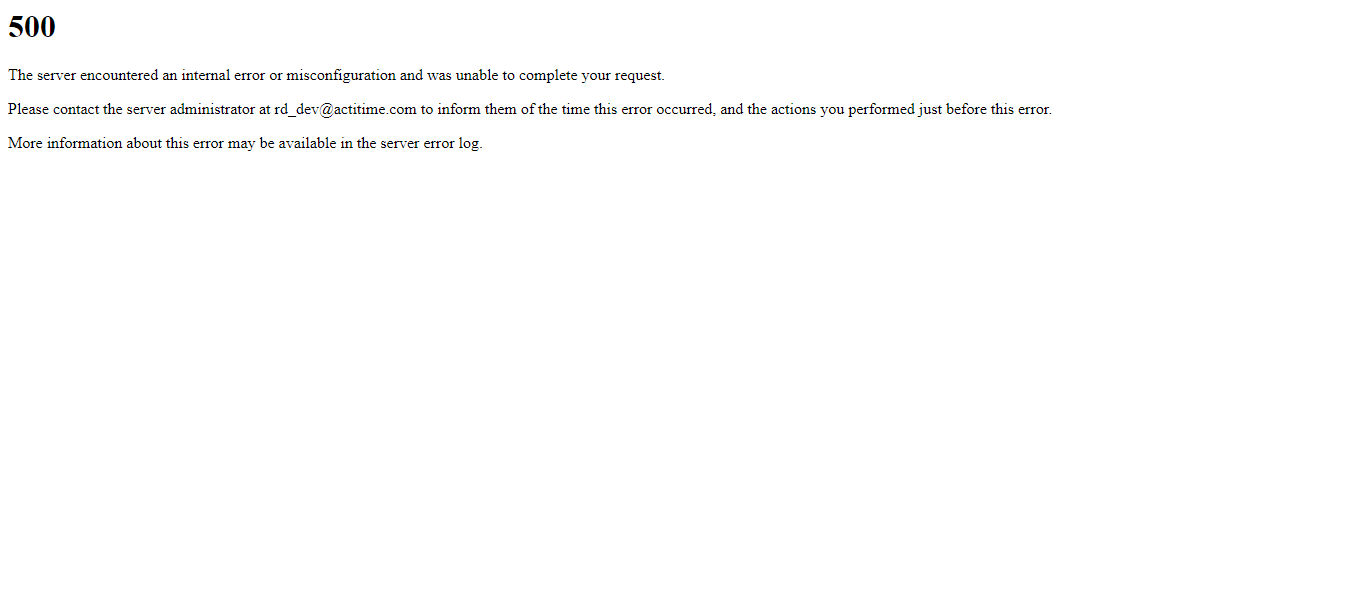 500
The server encountered an internal error or misconfiguration and was unable to complete your request.
Please contact the server administrator at rd_dev@actitime.com to inform them of the time this error occurred, and the actions you performed just before this error.
More information about this error may be available in the server error log.